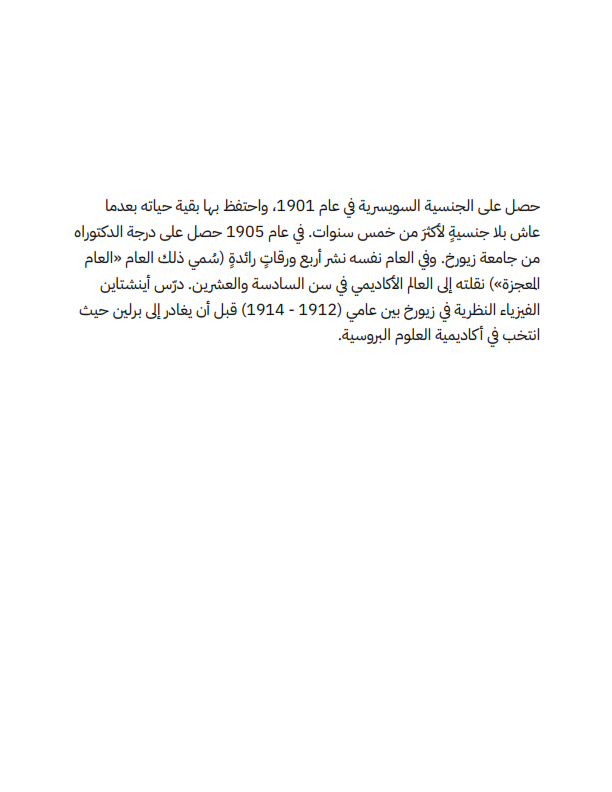 حصل على الجنسية السويسرية في عام 1901، واحتفظ بها بقية حياته بعدما
عاش بلا جنسيةٍ لأكثرَ من خمس سنوات. في عام 1905 حصل على درجة الدكتوراه
من جامعة زيورخ. وفي العام نفسه نشر أربع ورقاتٍ رائدةٍ (سُمي ذلك العام «العام
المعجزة») نقلته إلى العالم الأكاديمي في سن السادسة والعشرين. درّس أينشتاين
الفيزياء النظرية في زيورخ بين عامي (1912 - 1914) قبل أن يغادر إلى برلين حيث
انتخب في أكاديمية العلوم البروسية.